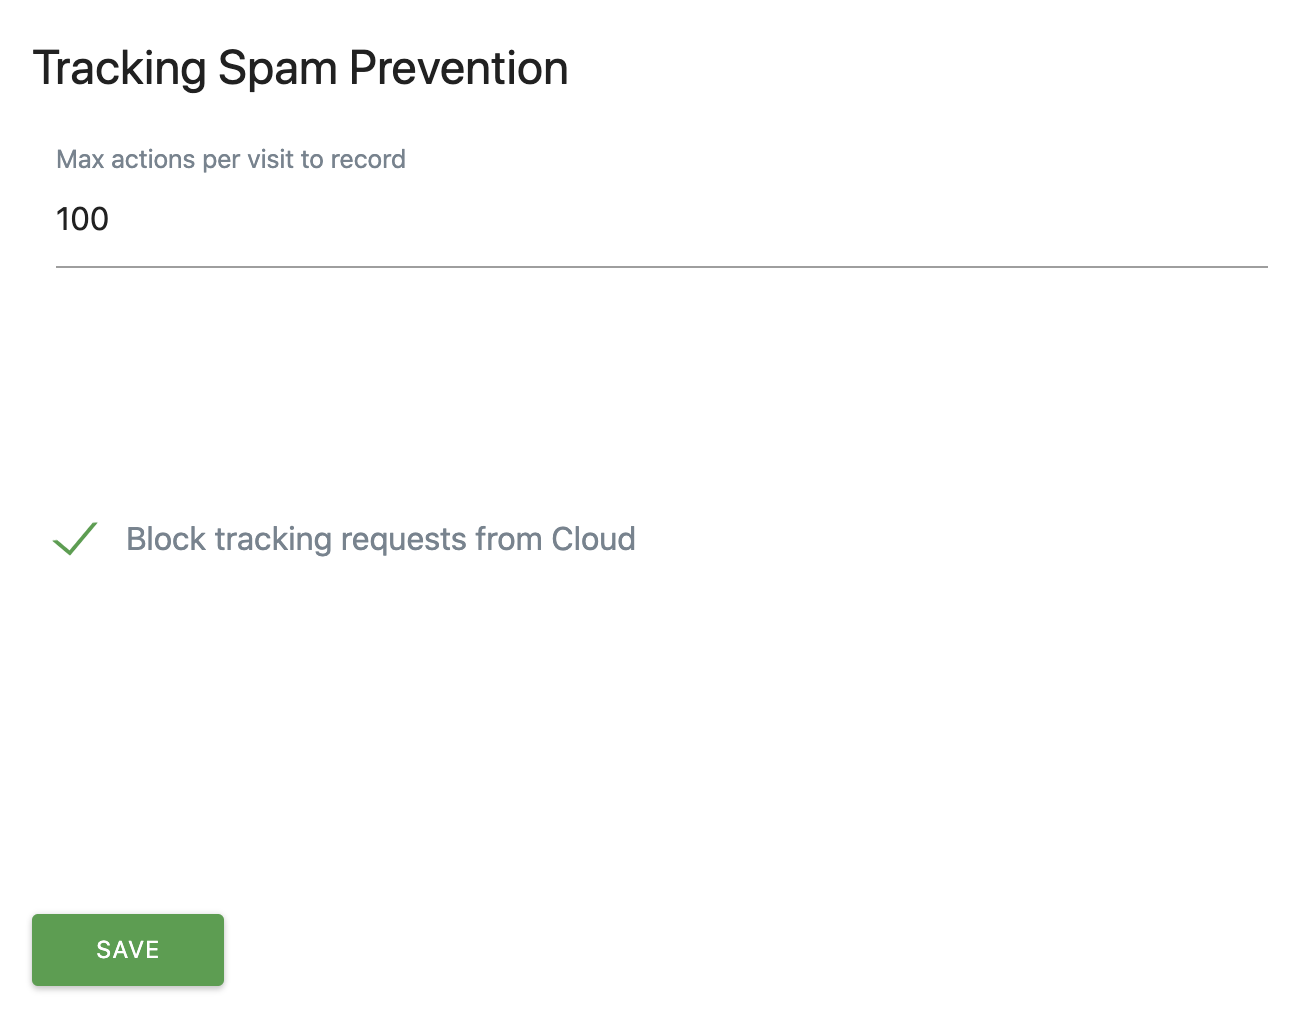 Tracking Spam Prevention
Max actions per visit to record
100
Block tracking requests from Cloud
SAVE